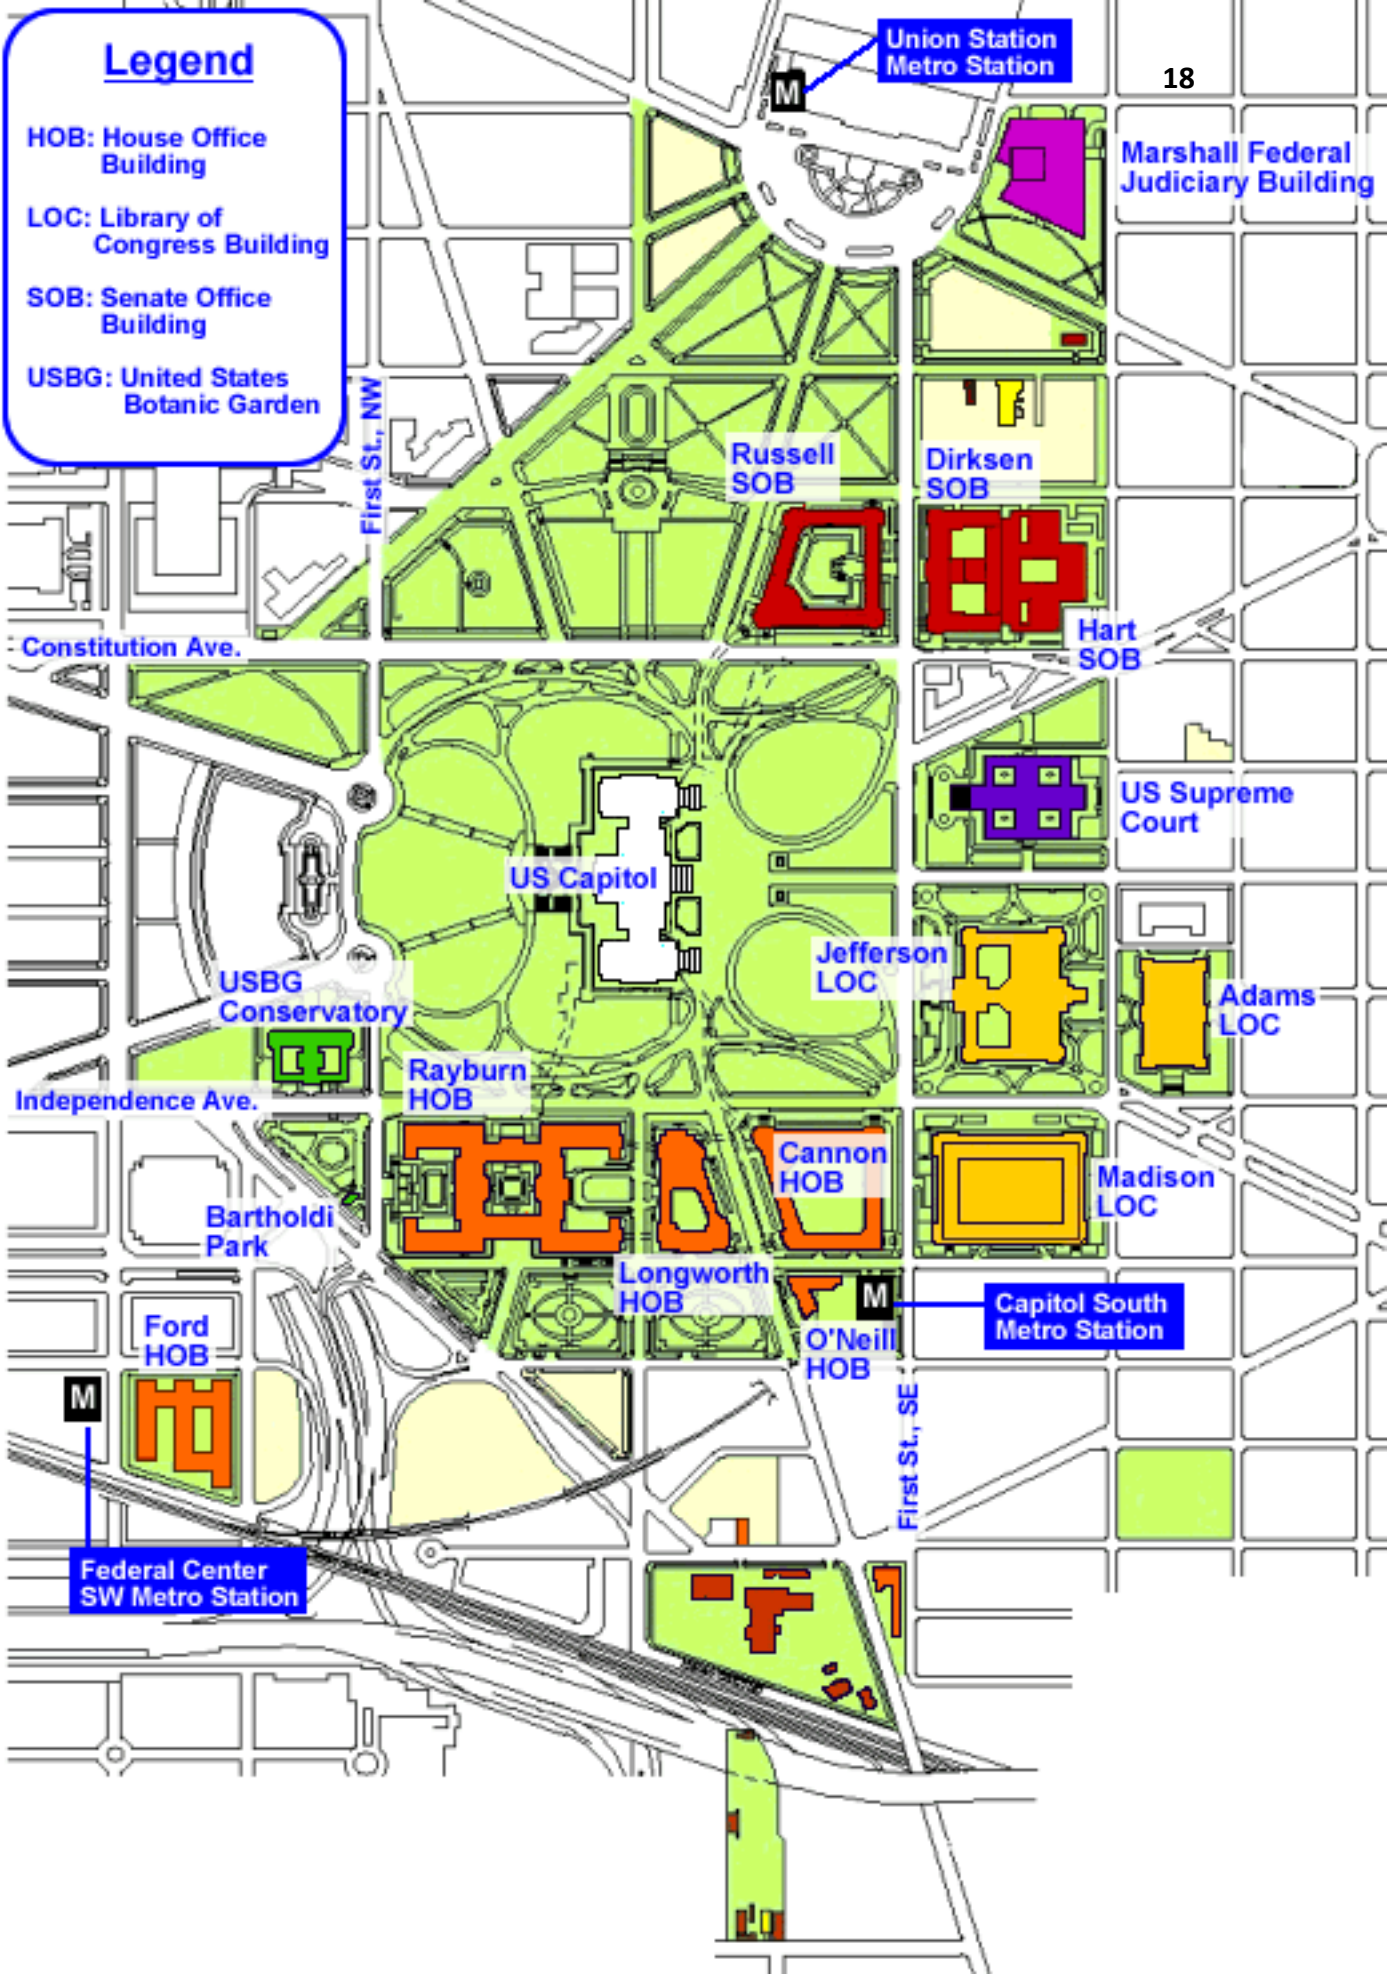 Legend
HOB: House Office
Building
LOC: Library of
Congress Building
SOB: Senate Office
Building
USBG: United States
Botanic Garden
Union Station
Metro Station
M
18
Marshall Federal
Judiciary Building
First St., NW
Russell
SOB
Dirksen
SOB
Constitution Ave.
Hart
SOB
US Supreme
Court
US Capitol
Jefferson
LOC
Adams
LOC
USBG
Conservatory
Rayburn
HOB
Independence Ave.
Cannon
HOB
Madison
LOC
Bartholdi
Park
Longworth
HOB
M
Capitol South
Metro Station
Ford
HOB
O'Neill
HOB
M
First St., SE
Federal Center
SW Metro Station